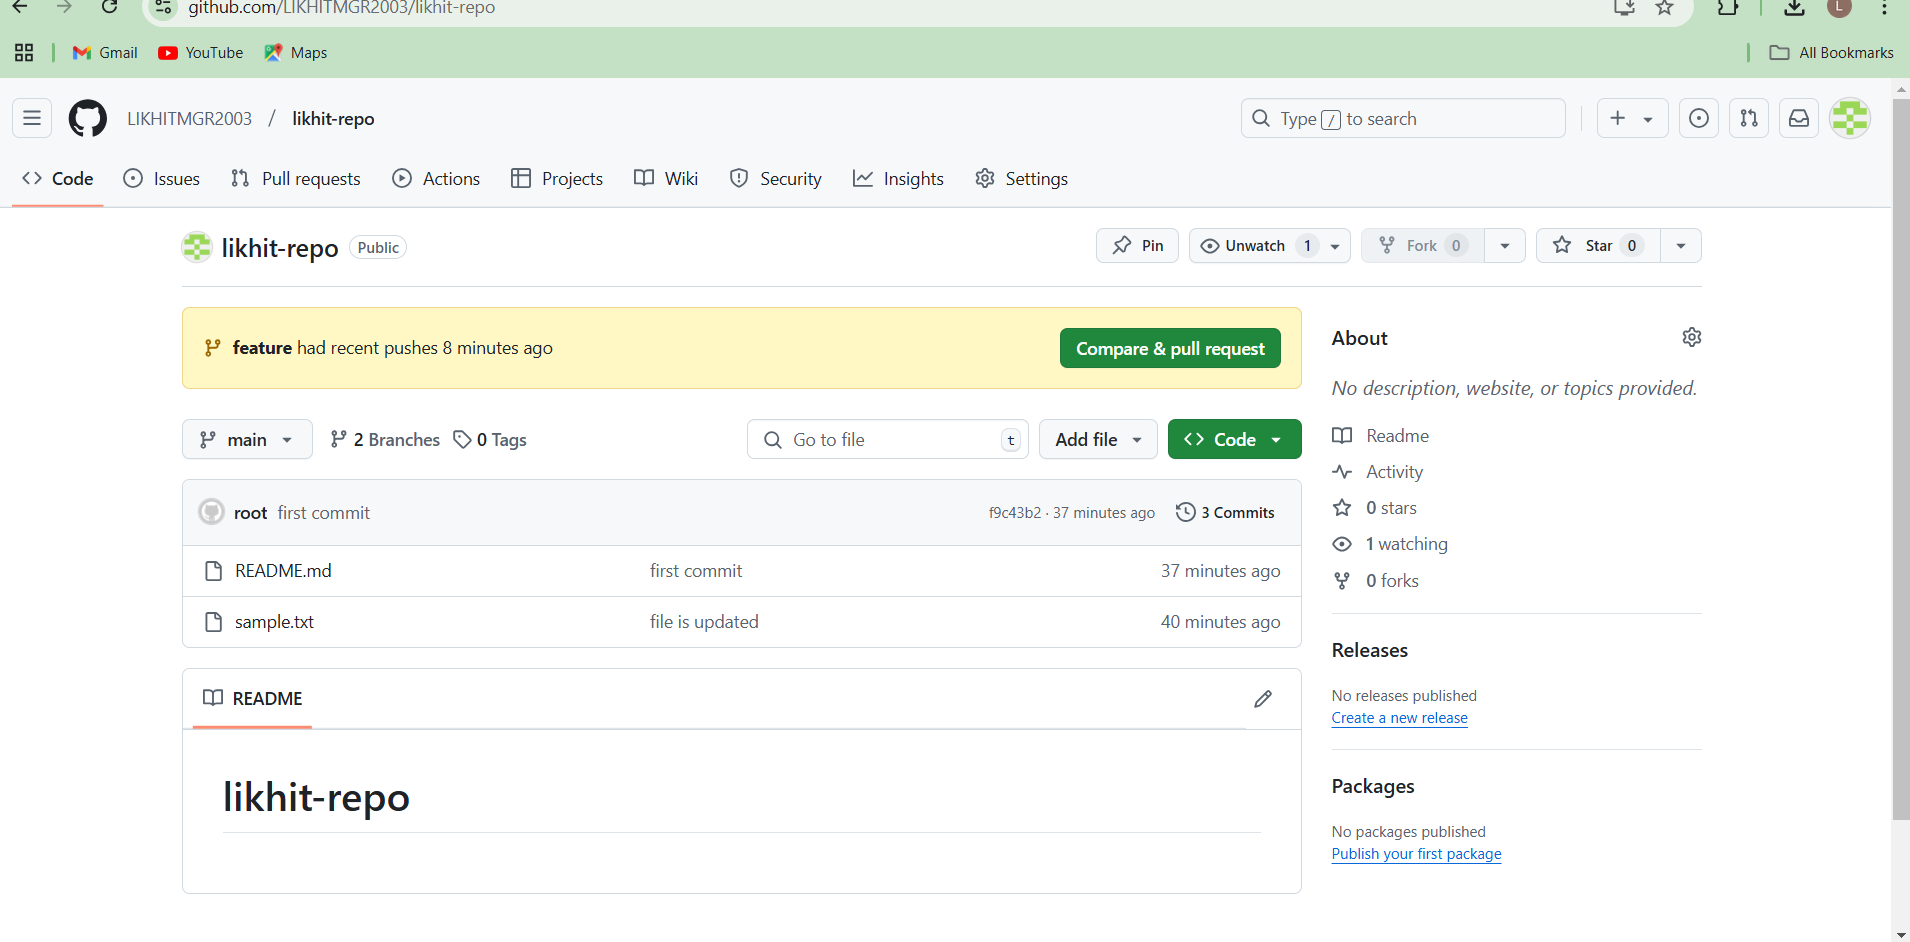 github.com/LIKHITMGR2003/likhit-repo
L
Gmail YouTube Maps All Bookmarks
LIKHITMGR2003 / likhit-repo Type / to search
Code Issues Pull requests Actions Projects Wiki Security Insights Settings
likhit-repo Public Pin Unwatch 1 Fork 0 Star 0
feature had recent pushes 8 minutes ago Compare & pull request
main 2 Branches 0 Tags Go to file t Add file Code
root first commit f9c43b2 · 37 minutes ago 3 Commits
README.md first commit 37 minutes ago
sample.txt file is updated 40 minutes ago
README
likhit-repo
About
No description, website, or topics provided.
Readme
Activity
0 stars
1 watching
0 forks
Releases
No releases published
Create a new release
Packages
No packages published
Publish your first package